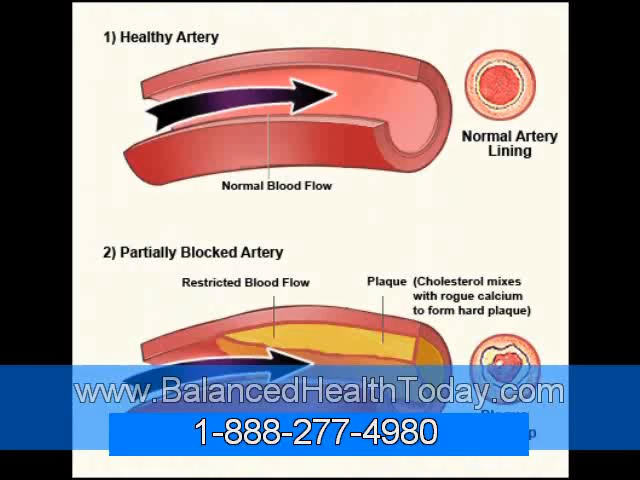 1) Healthy Artery
Normal Artery
Lining
Normal Blood Flow
2) Partially Blocked Artery
Restricted Blood Flow
Plaque (Cholesterol mixes
with rogue calcium
to form hard plaque)
www.BalancedHealthToday.com
1-888-277-4980